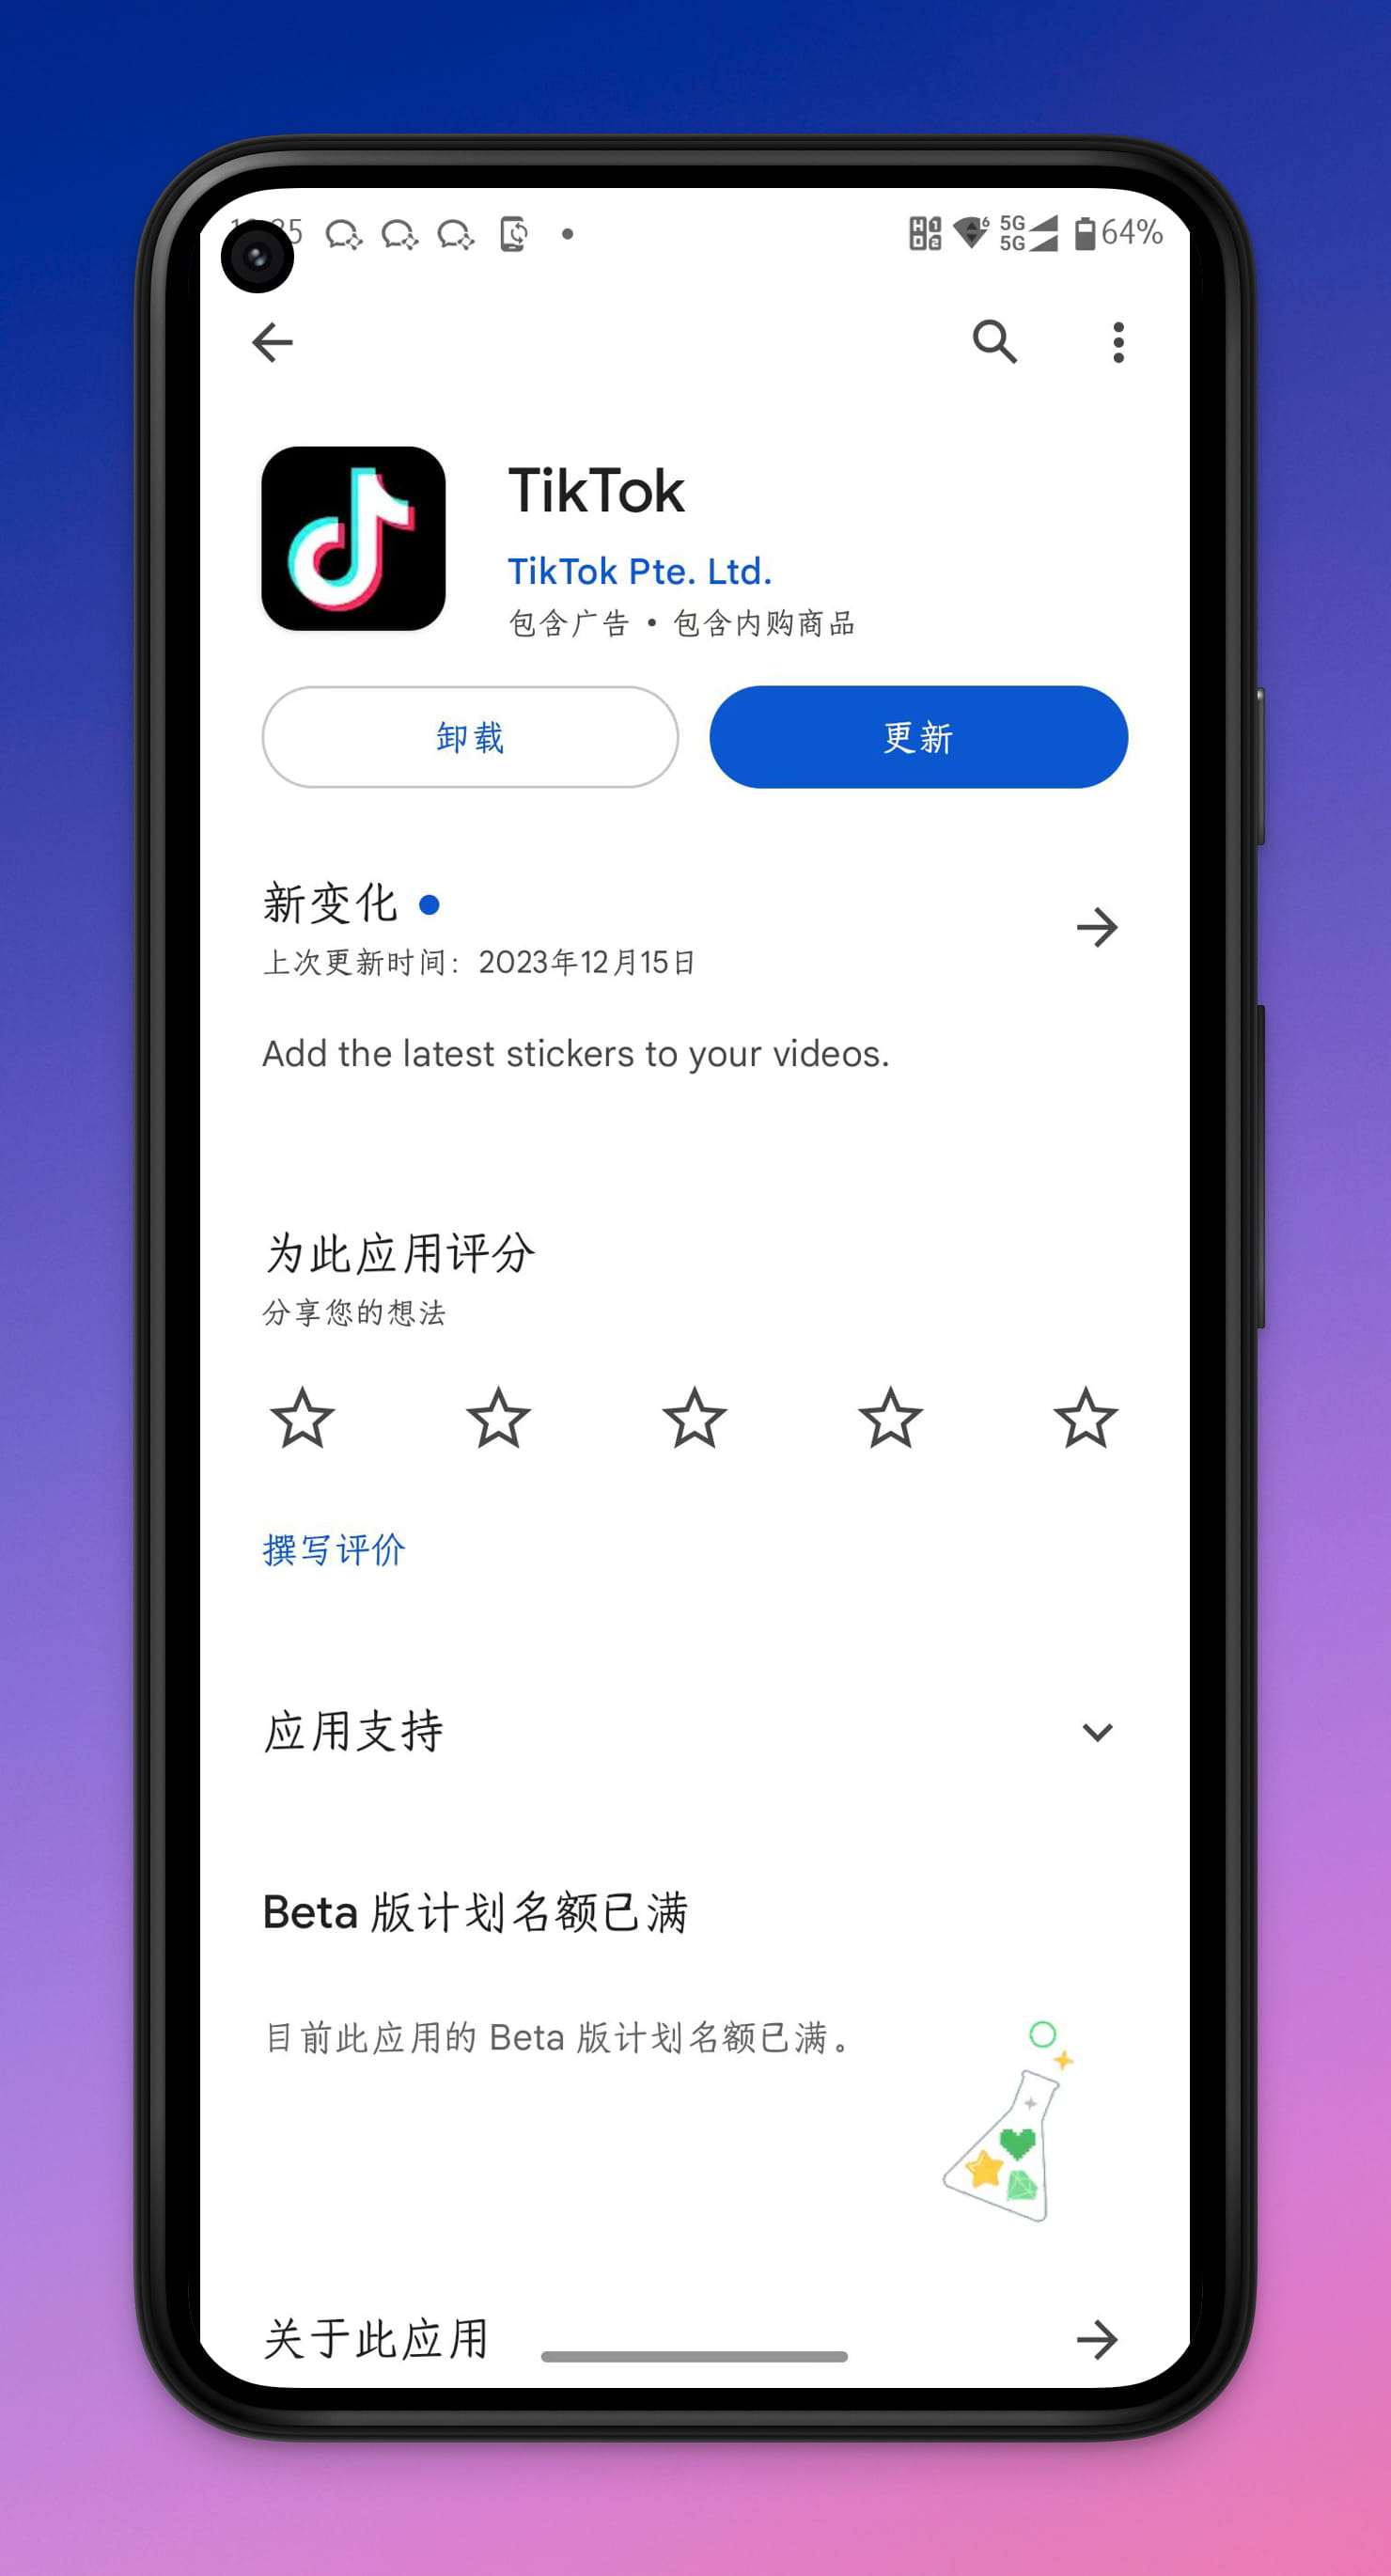 5G
5G
64%
TikTok
TikTok Pte. Ltd.
包含广告 • 包含内购商品
卸载
更新
新变化
上次更新时间：2023年12月15日
Add the latest stickers to your videos.
为此应用评分
分享您的想法
撰写评价
应用支持
Beta 版计划名额已满
目前此应用的 Beta 版计划名额已满。
关于此应用